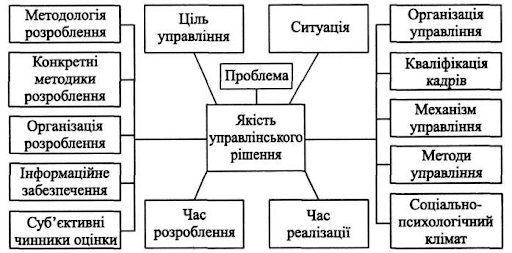 Методологія
розроблення
Конкретні
методики
розроблення
Організація
розроблення
Інформаційне
забезпечення
Суб'єктивні
чинники оцінки
Ціль
управління
Ситуація
Проблема
Якість
управлінського
рішення
Час
розроблення
Час
реалізації
Організація
управління
Кваліфікація
кадрів
Механізм
управління
Методи
управління
Соціально-
психологічний
клімат